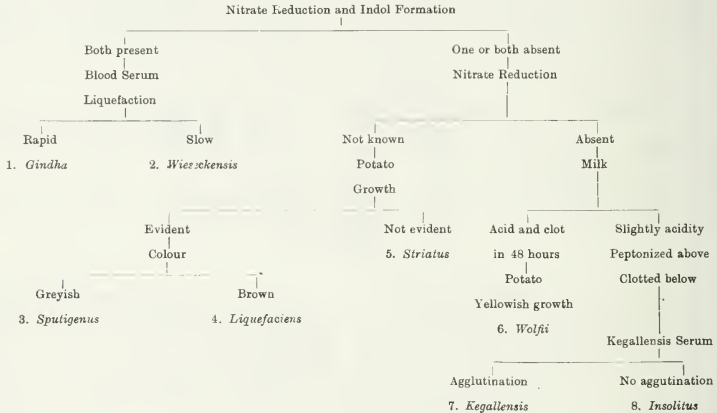 Nitrate Reduction and Indol Formation
Both present
One or both absent
Blood Serum
Nitrate Reduction
Liquefaction
Rapid
Slow
Not known
Absent
1. Gindha
2. Wieseckensis
Potato
Milk
Growth
Evident
Not evident
Acid and clot
Slightly acidity
Colour
5. Striatus
in 48 hours
Peptonized above
Greyish
Brown
Potato
Clotted below
3. Sputigenus
4. Liquefaciens
Yellowish growth
6. Wolfii
Kegallensis Serum
Agglutination
No aggutination
7. Kegallensis
8. Insolitus